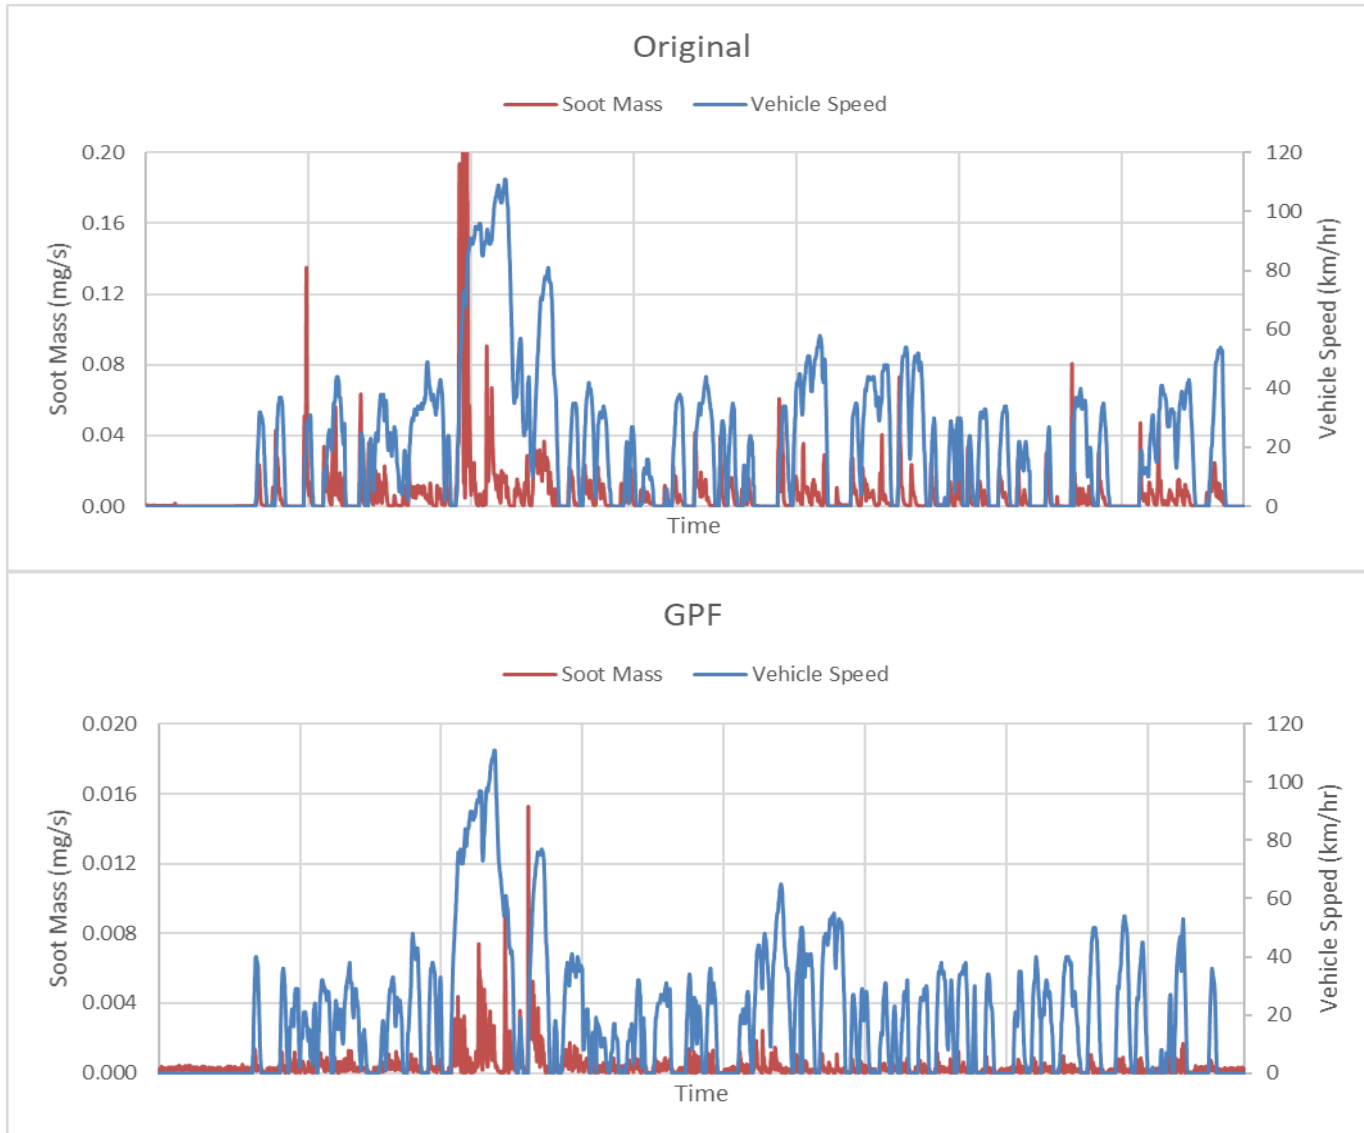 Original
Soot Mass Vehicle Speed
0.20 120
0.16 100
0.12 80
0.08 60
0.04 40
0.00 20
0
Soot Mass (mg/s)
Vehicle Speed (km/hr)
Time
GPF
Soot Mass Vehicle Speed
0.020 120
0.016 100
0.012 80
0.008 60
0.004 40
0.000 20
0
Soot Mass (mg/s)
Vehicle Spped (km/hr)
Time